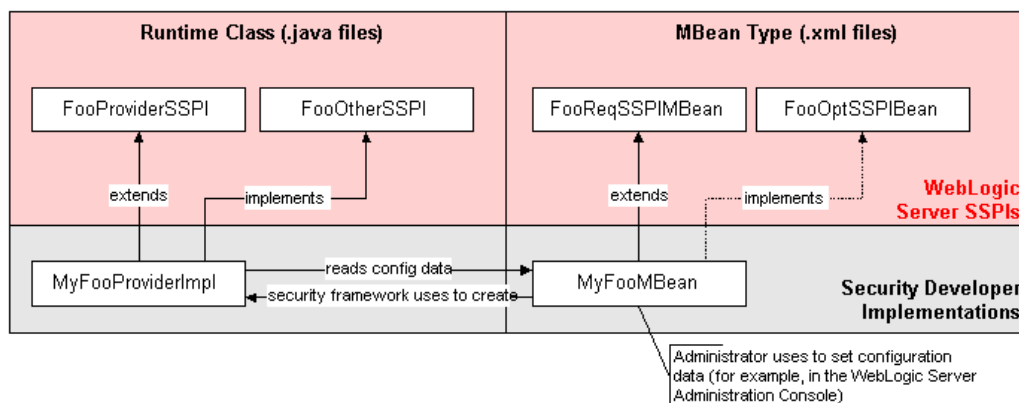 Runtime Class (.java files)
MBean Type (.xml files)
FooProviderSSPI
FooOtherSSPI
FooReqSSPIMBean
FooOptSSPIBean
extends
implements
extends
implements
WebLogic
Server SSPIs
MyFooProviderImpl
reads config data
security framework uses to create
MyFooMBean
Security Developer
Implementations
Administrator uses to set configuration
data (for example, in the WebLogic Server
Administration Console)